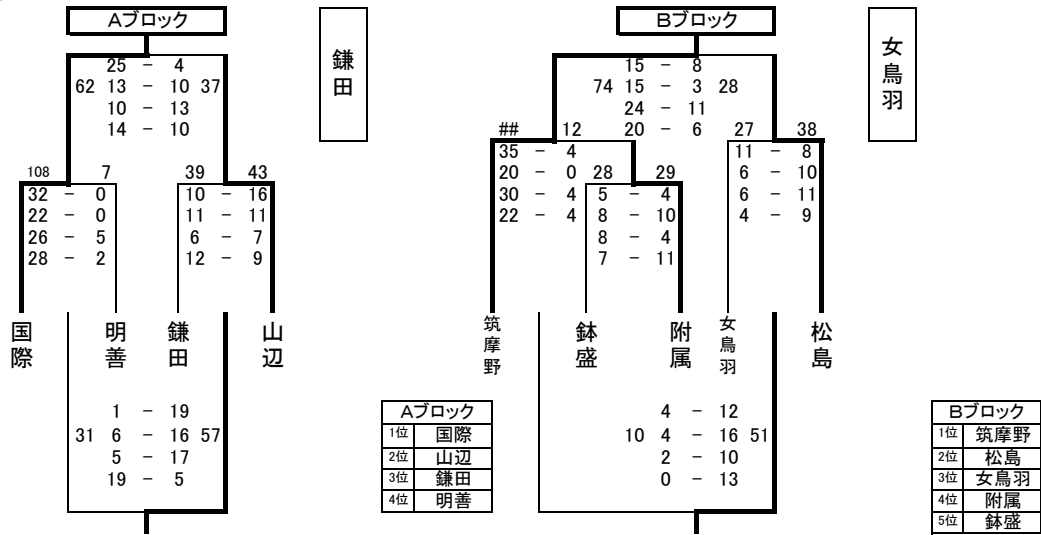 Aブロック
Bブロック
鎌田
女鳥羽
25 － 4
62 13 － 10 37
10 － 13
14 － 10
15 － 8
74 15 － 3 28
24 － 11
20 － 6
## 12
27 38
35 － 4
20 － 0
30 － 4
22 － 4
11 － 8
6 － 10
6 － 11
4 － 9
108 7
39 43
28 29
32 － 0
22 － 0
26 － 5
28 － 2
10 － 16
11 － 11
6 － 7
12 － 9
5 － 4
8 － 10
8 － 4
7 － 11
国際
明善
鎌田
山辺
筑摩野
鉢盛
附属
女鳥羽
松島
1 － 19
31 6 － 16 57
5 － 17
19 － 5
Aブロック
1位 国際
2位 山辺
3位 鎌田
4位 明善
4 － 12
10 4 － 16 51
2 － 10
0 － 13
Bブロック
1位 筑摩野
2位 松島
3位 女鳥羽
4位 附属
5位 鉢盛